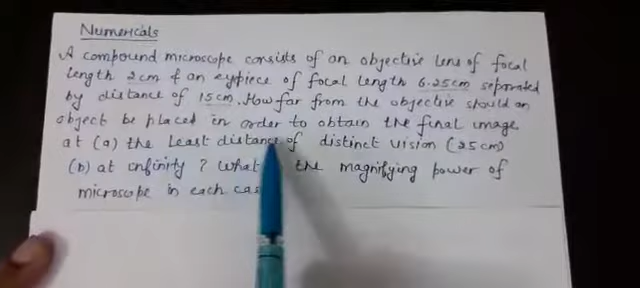 Numericals
A compound microscope consists of an objective lens of focal
length 2cm & an eypiece of focal length 6.25cm separated
by distance of 15cm. How far from the objective should an
object be placed in order to obtain the final image
at (a) the least distance of distinct vision (25cm)
(b) at infinity? What the magnifying power of
microscope in each